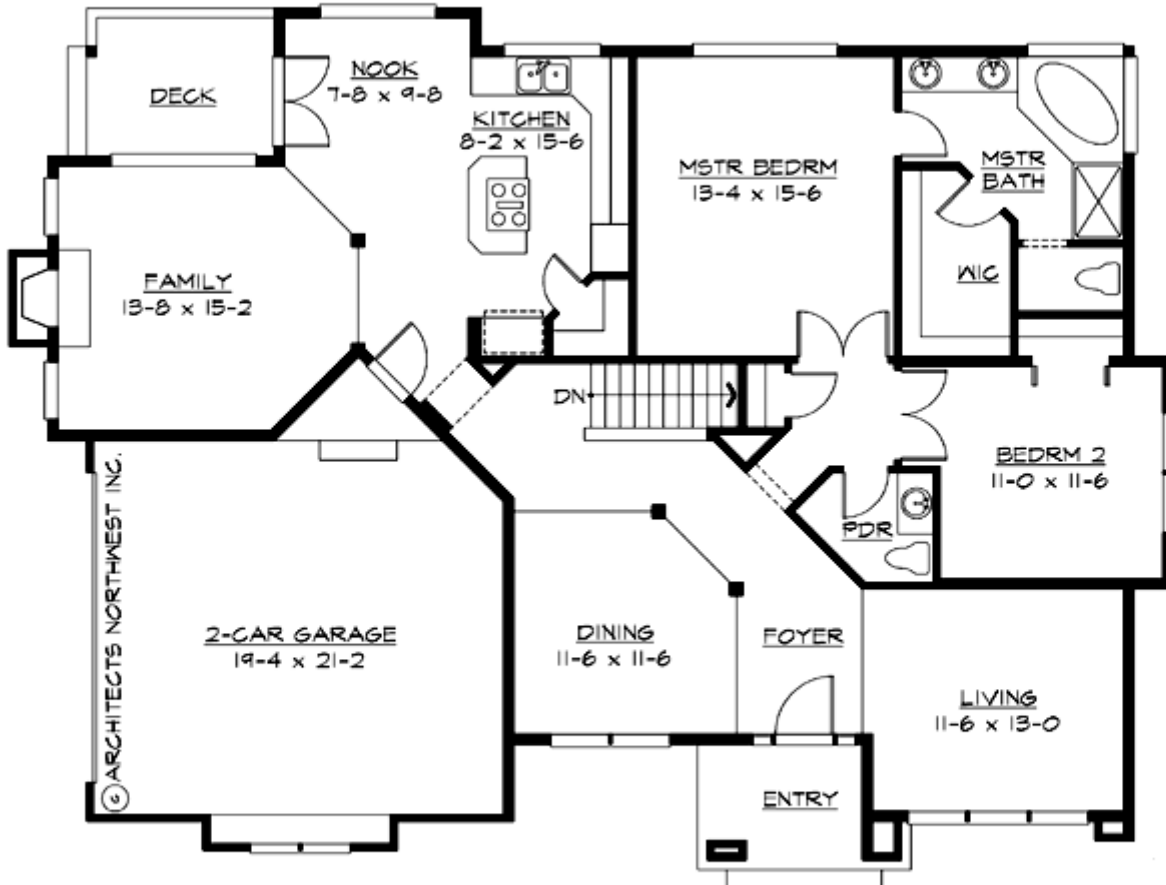 NOOK
7-8 x 9-8
DECK
KITCHEN
8-2 x 15-6
MSTR BEDRM
13-4 x 15-6
MSTR
BATH
FAMILY
13-8 x 15-2
WIC
DN
BEDRM 2
11-0 x 11-6
PDR
© ARCHITECTS NORTHWEST INC.
2-CAR GARAGE
19-4 x 21-2
DINING
11-6 x 11-6
FOYER
LIVING
11-6 x 13-0
ENTRY